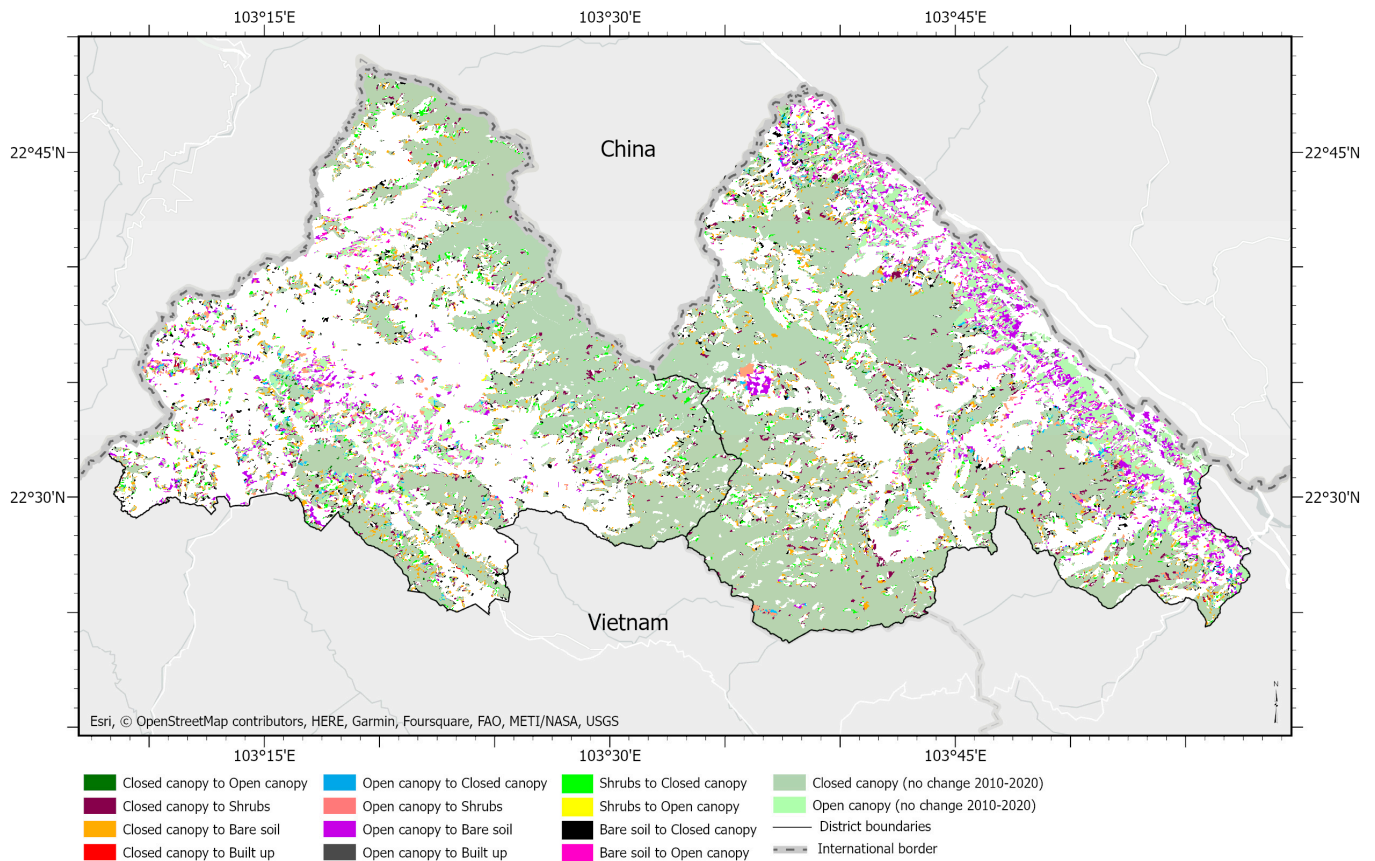 103°15'E 103°30'E 103°45'E
22°45'N China 22°45'N
22°30'N 22°30'N
Vietnam
N
Esri, © OpenStreetMap contributors, HERE, Garmin, Foursquare, FAO, METI/NASA, USGS
103°15'E 103°30'E 103°45'E
Closed canopy to Open canopy
Closed canopy to Shrubs
Closed canopy to Bare soil
Closed canopy to Built up
Open canopy to Closed canopy
Open canopy to Shrubs
Open canopy to Bare soil
Open canopy to Built up
Shrubs to Closed canopy
Shrubs to Open canopy
Bare soil to Closed canopy
Bare soil to Open canopy
Closed canopy (no change 2010-2020)
Open canopy (no change 2010-2020)
District boundaries
International border